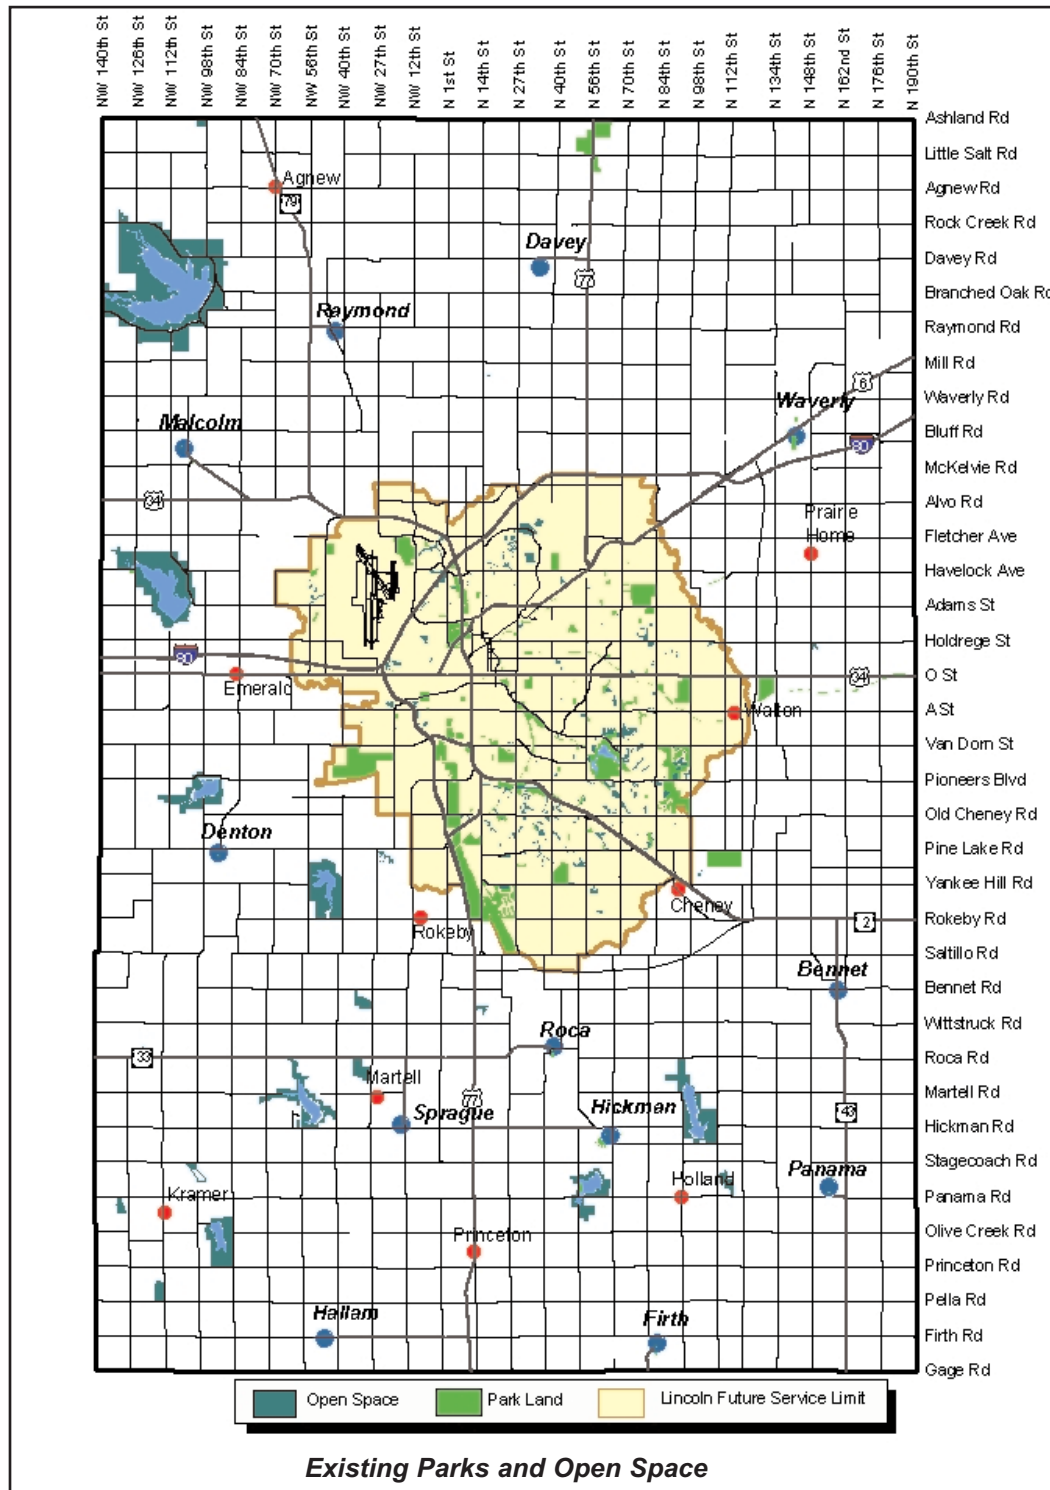 NW 140th St
NW 126th St
NW 112th St
NW 98th St
NW 84th St
NW 70th St
NW 56th St
NW 40th St
NW 27th St
NW 12th St
N 1st St
N 14th St
N 27th St
N 40th St
N 56th St
N 70th St
N 84th St
N 98th St
N 112th St
N 134th St
N 148th St
N 162nd St
N 176th St
N 190th St
Ashland Rd
Little Salt Rd
Agnew Rd
Rock Creek Rd
Davey Rd
Branched Oak Rd
Raymond Rd
Mill Rd
Waverly Rd
Bluff Rd
McKelvie Rd
Alvo Rd
Fletcher Ave
Havelock Ave
Adams St
Holdrege St
O St
A St
Van Dorn St
Pioneers Blvd
Old Cheney Rd
Pine Lake Rd
Yankee Hill Rd
Rokeby Rd
Saltillo Rd
Bennet Rd
Wittstruck Rd
Roca Rd
Martell Rd
Hickman Rd
Stagecoach Rd
Panama Rd
Olive Creek Rd
Princeton Rd
Pella Rd
Firth Rd
Gage Rd
Agnew
79
Davey
77
Raymond
6
Waverly
80
Malcolm
34
Prairie
Home
80
Emerald
34
Walton
Denton
Cheney
Rokeby
2
Bennet
Roca
33
Martell
77
Sprague
Hickman
43
Panama
Holland
Kramer
Princeton
Hallam
Firth
Open Space
Park Land
Lincoln Future Service Limit
Existing Parks and Open Space